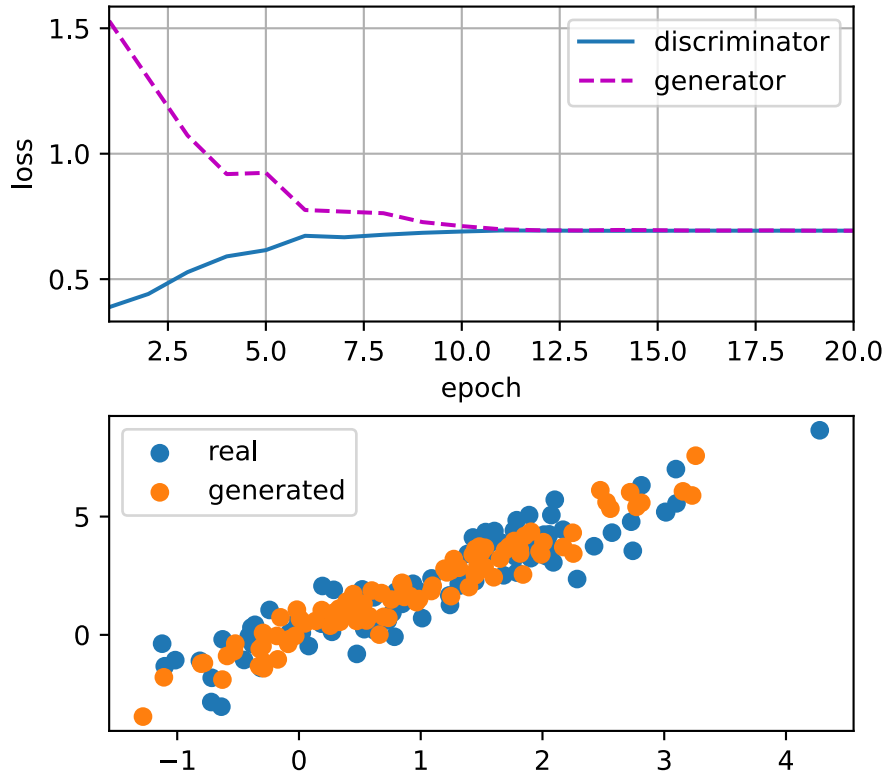 1.5
1.0
0.5
loss
discriminator
generator
2.5 5.0 7.5 10.0 12.5 15.0 17.5 20.0
epoch
real
generated
5
0
−1 0 1 2 3 4